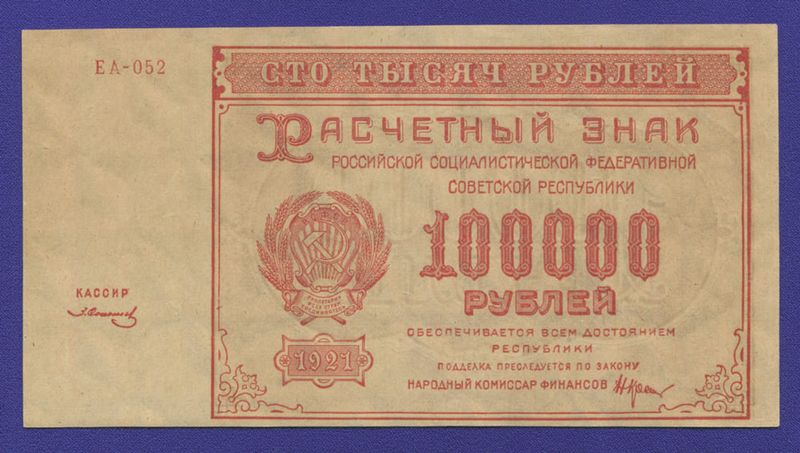 ЕА-052
СТО ТЫСЯЧ РУБЛЕЙ
РАСЧЕТНЫЙ ЗНАК
РОССИЙСКОЙ СОЦИАЛИСТИЧЕСКОЙ ФЕДЕРАТИВНОЙ
СОВЕТСКОЙ РЕСПУБЛИКИ
100000
РУБЛЕЙ
ОБЕСПЕЧИВАЕТСЯ ВСЕМ ДОСТОЯНИЕМ
РЕСПУБЛИКИ
ПОДДЕЛКА ПРЕСЛЕДУЕТСЯ ПО ЗАКОНУ
НАРОДНЫЙ КОМИССАР ФИНАНСОВ
КАССИР
1921